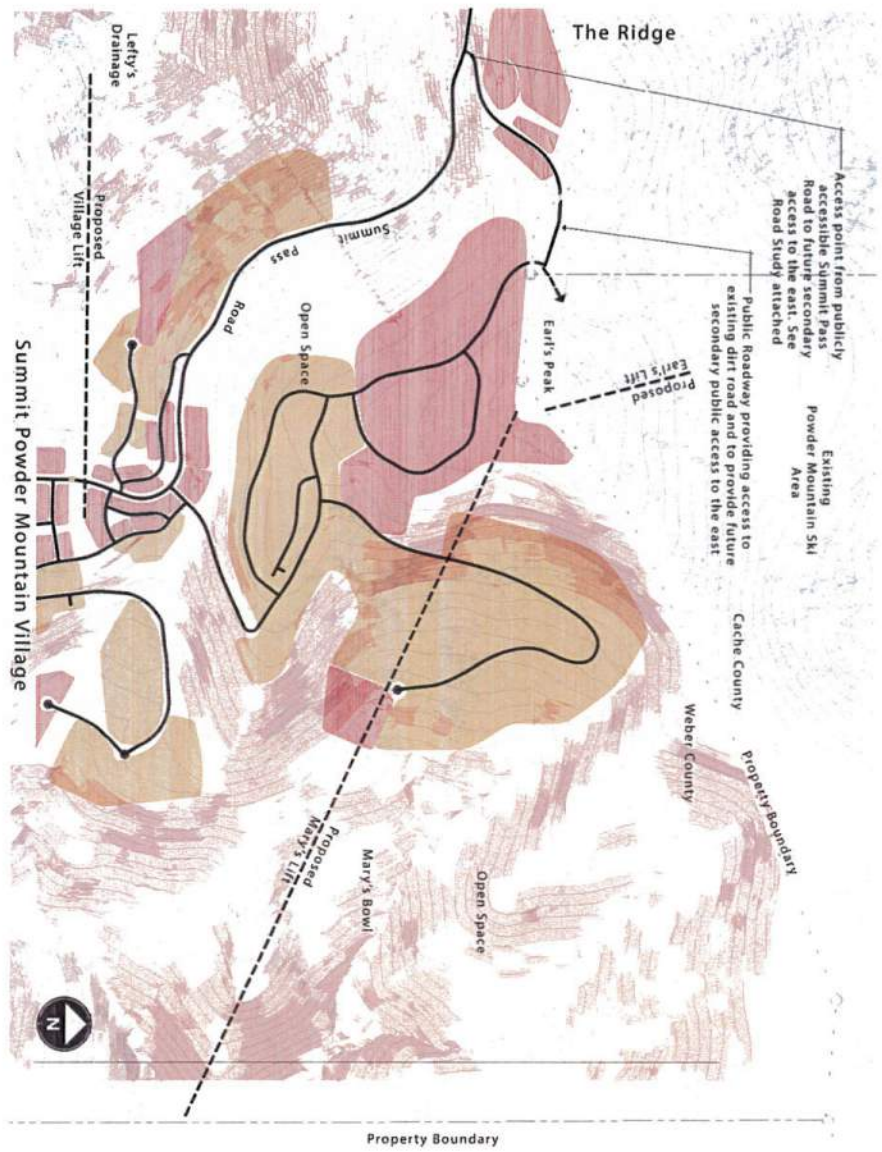 The Ridge
Lefty's
Drainage
Access point from publicly
accessible Summit Pass
Road to future secondary
access to the east. See
Road Study attached
Public Roadway providing access to
existing dirt road and to provide future
secondary public access to the east
Proposed
Village Lift
Summit
Pass
Road
Open Space
Earl's Peak
Proposed
Earl's Lift
Existing
Powder Mountain Ski
Area
Summit Powder Mountain Village
Cache County
Weber County
Property Boundary
Proposed
Mary's Lift
Mary's Bowl
Open Space
N
Property Boundary